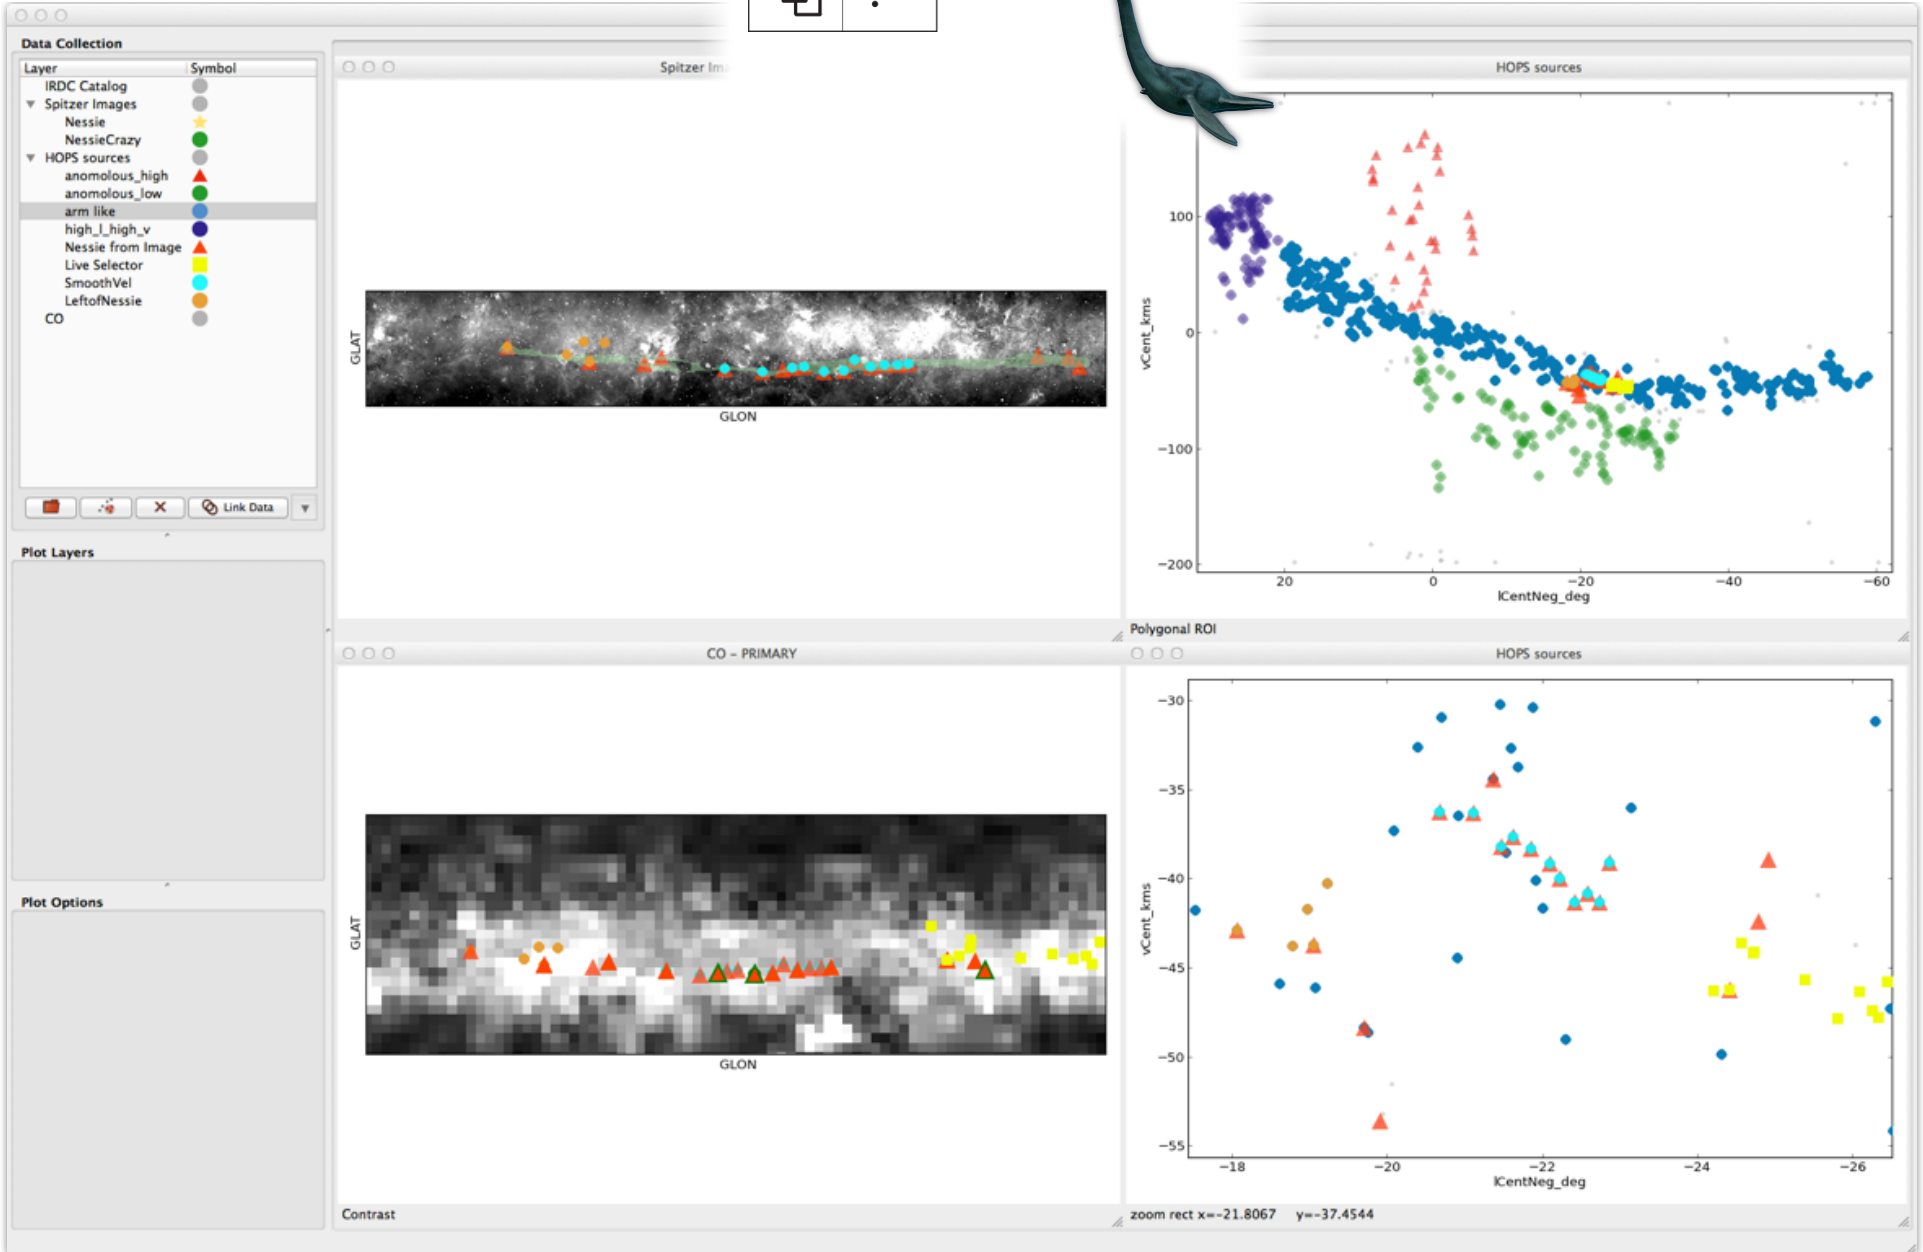 Data Collection
Layer Symbol
IRDC Catalog
Spitzer Images
Nessie
NessieCrazy
HOPS sources
anomolous_high
anomolous_low
arm like
high_l_high_v
Nessie from Image
Live Selector
SmoothVel
LeftofNessie
CO
Link Data
Plot Layers
Plot Options
Spitzer Im
GLAT
GLON
HOPS sources
vCent_kms
100
0
−100
−200
20 0 −20 −40 −60
lCentNeg_deg
Polygonal ROI
CO – PRIMARY
GLAT
GLON
Contrast
HOPS sources
vCent_kms
−30
−35
−40
−45
−50
−55
−18 −20 −22 −24 −26
lCentNeg_deg
zoom rect x=-21.8067 y=-37.4544